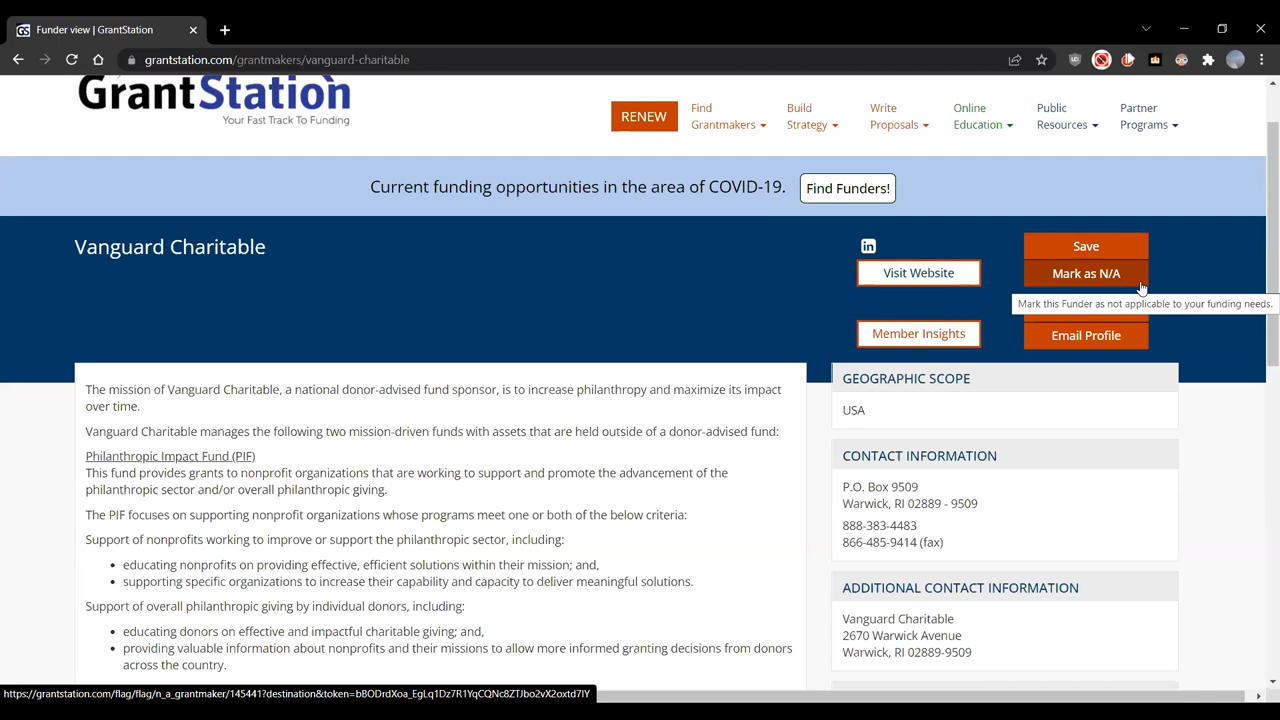 Funder view | GrantStation
grantstation.com/grantmakers/vanguard-charitable
GrantStation
Your Fast Track To Funding
RENEW
Find
Grantmakers
Build
Strategy
Write
Proposals
Online
Education
Public
Resources
Partner
Programs
Current funding opportunities in the area of COVID-19.
Find Funders!
Vanguard Charitable
in
Visit Website
Member Insights
Save
Mark as N/A
Mark this Funder as not applicable to your funding needs.
Email Profile
The mission of Vanguard Charitable, a national donor-advised fund sponsor, is to increase philanthropy and maximize its impact
over time.
Vanguard Charitable manages the following two mission-driven funds with assets that are held outside of a donor-advised fund:
Philanthropic Impact Fund (PIF)
This fund provides grants to nonprofit organizations that are working to support and promote the advancement of the
philanthropic sector and/or overall philanthropic giving.
The PIF focuses on supporting nonprofit organizations whose programs meet one or both of the below criteria:
Support of nonprofits working to improve or support the philanthropic sector, including:
• educating nonprofits on providing effective, efficient solutions within their mission; and,
• supporting specific organizations to increase their capability and capacity to deliver meaningful solutions.
Support of overall philanthropic giving by individual donors, including:
• educating donors on effective and impactful charitable giving; and,
• providing valuable information about nonprofits and their missions to allow more informed granting decisions from donors
across the country.
GEOGRAPHIC SCOPE
USA
CONTACT INFORMATION
P.O. Box 9509
Warwick, RI 02889 - 9509
888-383-4483
866-485-9414 (fax)
ADDITIONAL CONTACT INFORMATION
Vanguard Charitable
2670 Warwick Avenue
Warwick, RI 02889-9509
https://grantstation.com/flag/flag/n_a_grantmaker/145441?destination&token=bBODrdXoa_EgLq1Dz7R1YqCQNc8ZTJbo2vX2oxtd7IY